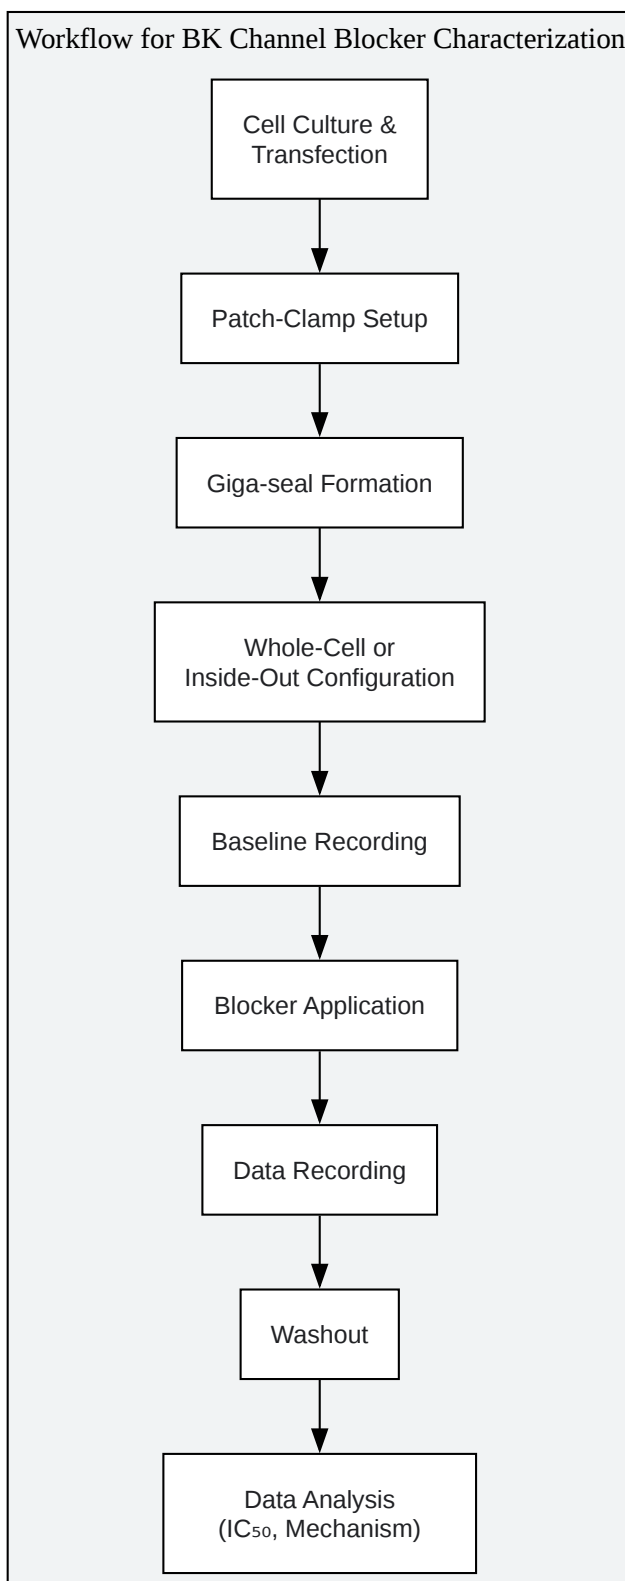 Workflow for BK Channel Blocker Characterization
Cell Culture &
Transfection
Patch-Clamp Setup
Giga-seal Formation
Whole-Cell or
Inside-Out Configuration
Baseline Recording
Blocker Application
Data Recording
Washout
Data Analysis
(IC₅₀, Mechanism)